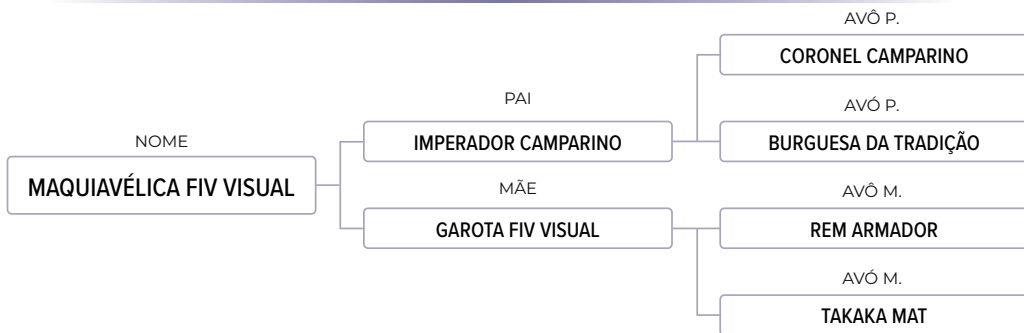 AVÔ P.
CORONEL CAMPARINO
PAI
AVÓ P.
NOME
IMPERADOR CAMPARINO
BURGUESA DA TRADIÇÃO
MAQUIAVÉLICA FIV VISUAL
MÃE
AVÔ M.
GAROTA FIV VISUAL
REM ARMADOR
AVÓ M.
TAKAKA MAT